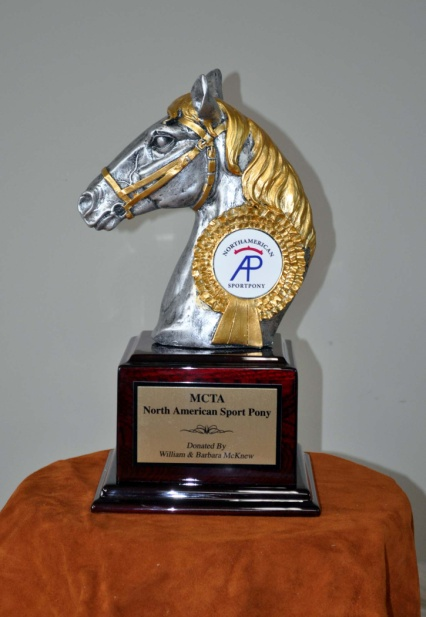 NORTHAMERICAN
AP
SPORTPONY
MCTA
North American Sport Pony
Donated By
William & Barbara McKnew